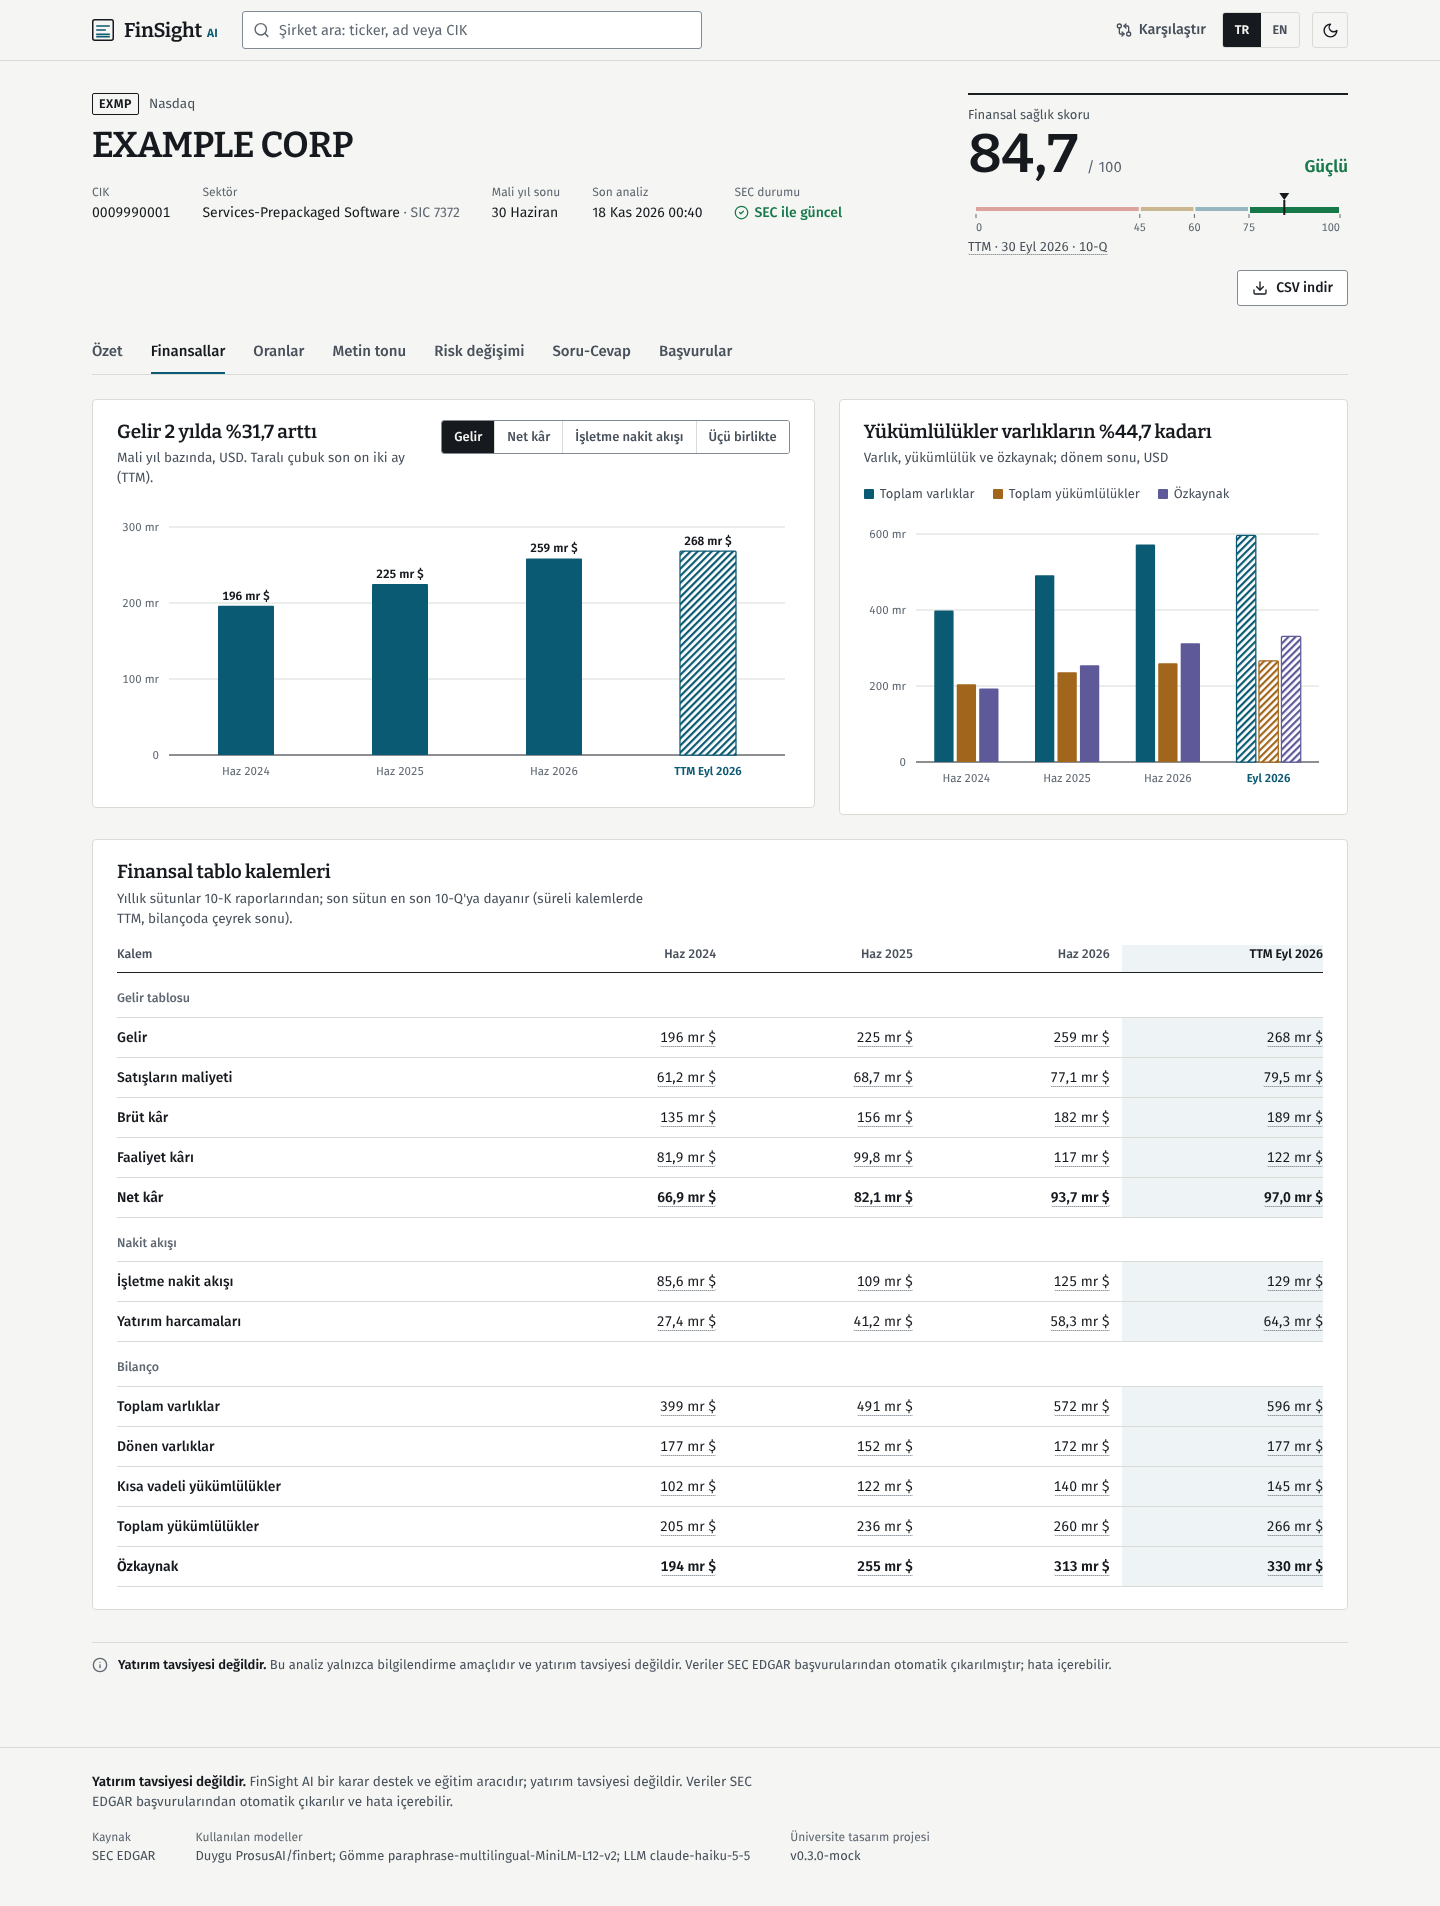 FinSight AI
Şirket ara: ticker, ad veya CIK
Karşılaştır
TR EN
EXMP Nasdaq
EXAMPLE CORP
CIK
0009990001
Sektör
Services-Prepackaged Software · SIC 7372
Mali yıl sonu
30 Haziran
Son analiz
18 Kas 2026 00:40
SEC durumu
SEC ile güncel
Finansal sağlık skoru
84,7 / 100 Güçlü
0 45 60 75 100
TTM · 30 Eyl 2026 · 10-Q
CSV indir
Özet Finansallar Oranlar Metin tonu Risk değişimi Soru-Cevap Başvurular
Gelir 2 yılda %31,7 arttı
Mali yıl bazında, USD. Taralı çubuk son on iki ay
(TTM).
Gelir Net kâr İşletme nakit akışı Üçü birlikte
300 mr
200 mr
100 mr
0
196 mr $
225 mr $
259 mr $
268 mr $
Haz 2024 Haz 2025 Haz 2026 TTM Eyl 2026
Yükümlülükler varlıkların %44,7 kadarı
Varlık, yükümlülük ve özkaynak; dönem sonu, USD
Toplam varlıklar Toplam yükümlülükler Özkaynak
600 mr
400 mr
200 mr
0
Haz 2024 Haz 2025 Haz 2026 Eyl 2026
Finansal tablo kalemleri
Yıllık sütunlar 10-K raporlarından; son sütun en son 10-Q'ya dayanır (süreli kalemlerde
TTM, bilançoda çeyrek sonu).
Kalem Haz 2024 Haz 2025 Haz 2026 TTM Eyl 2026
Gelir tablosu
Gelir 196 mr $ 225 mr $ 259 mr $ 268 mr $
Satışların maliyeti 61,2 mr $ 68,7 mr $ 77,1 mr $ 79,5 mr $
Brüt kâr 135 mr $ 156 mr $ 182 mr $ 189 mr $
Faaliyet kârı 81,9 mr $ 99,8 mr $ 117 mr $ 122 mr $
Net kâr 66,9 mr $ 82,1 mr $ 93,7 mr $ 97,0 mr $
Nakit akışı
İşletme nakit akışı 85,6 mr $ 109 mr $ 125 mr $ 129 mr $
Yatırım harcamaları 27,4 mr $ 41,2 mr $ 58,3 mr $ 64,3 mr $
Bilanço
Toplam varlıklar 399 mr $ 491 mr $ 572 mr $ 596 mr $
Dönen varlıklar 177 mr $ 152 mr $ 172 mr $ 177 mr $
Kısa vadeli yükümlülükler 102 mr $ 122 mr $ 140 mr $ 145 mr $
Toplam yükümlülükler 205 mr $ 236 mr $ 260 mr $ 266 mr $
Özkaynak 194 mr $ 255 mr $ 313 mr $ 330 mr $
Yatırım tavsiyesi değildir. Bu analiz yalnızca bilgilendirme amaçlıdır ve yatırım tavsiyesi değildir. Veriler SEC EDGAR başvurularından otomatik çıkarılmıştır; hata içerebilir.
Yatırım tavsiyesi değildir. FinSight AI bir karar destek ve eğitim aracıdır; yatırım tavsiyesi değildir. Veriler SEC
EDGAR başvurularından otomatik çıkarılır ve hata içerebilir.
Kaynak
SEC EDGAR
Kullanılan modeller
Duygu ProsusAI/finbert; Gömme paraphrase-multilingual-MiniLM-L12-v2; LLM claude-haiku-5-5
Üniversite tasarım projesi
v0.3.0-mock